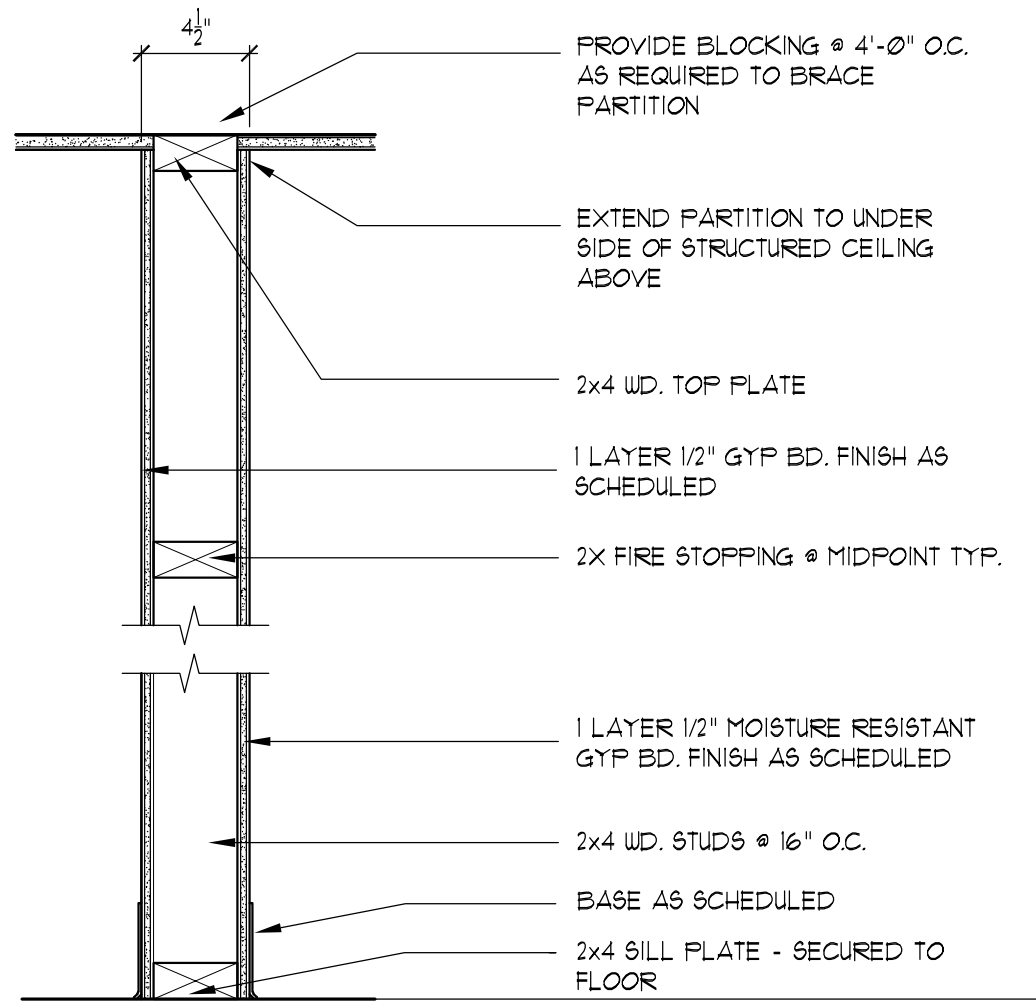 4½"
PROVIDE BLOCKING @ 4'-0" O.C.
AS REQUIRED TO BRACE
PARTITION
EXTEND PARTITION TO UNDER
SIDE OF STRUCTURED CEILING
ABOVE
2x4 WD. TOP PLATE
1 LAYER 1/2" GYP BD. FINISH AS
SCHEDULED
2X FIRE STOPPING @ MIDPOINT TYP.
1 LAYER 1/2" MOISTURE RESISTANT
GYP BD. FINISH AS SCHEDULED
2x4 WD. STUDS @ 16" O.C.
BASE AS SCHEDULED
2x4 SILL PLATE - SECURED TO
FLOOR